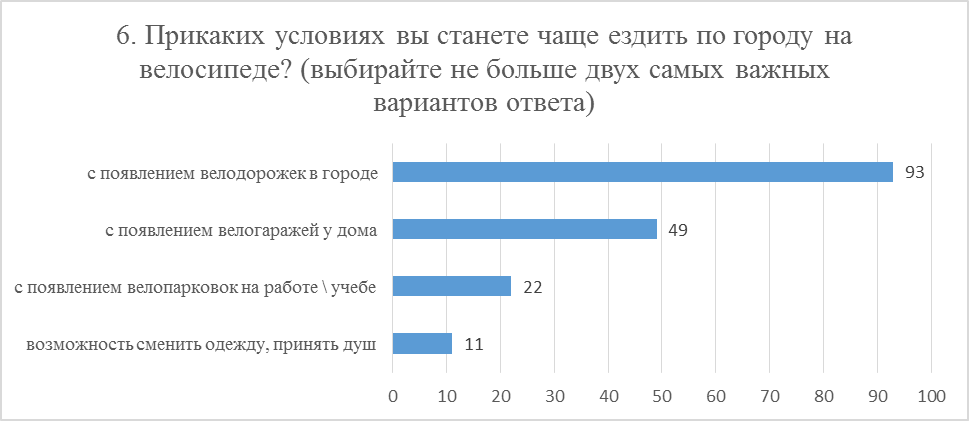 6. Прикаких условиях вы станете чаще ездить по городу на
велосипеде? (выбирайте не больше двух самых важных
вариантов ответа)
с появлением велодорожек в городе
93
с появлением велогаражей у дома
49
с появлением велопарковок на работе \ учебе
22
возможность сменить одежду, принять душ
11
0 10 20 30 40 50 60 70 80 90 100